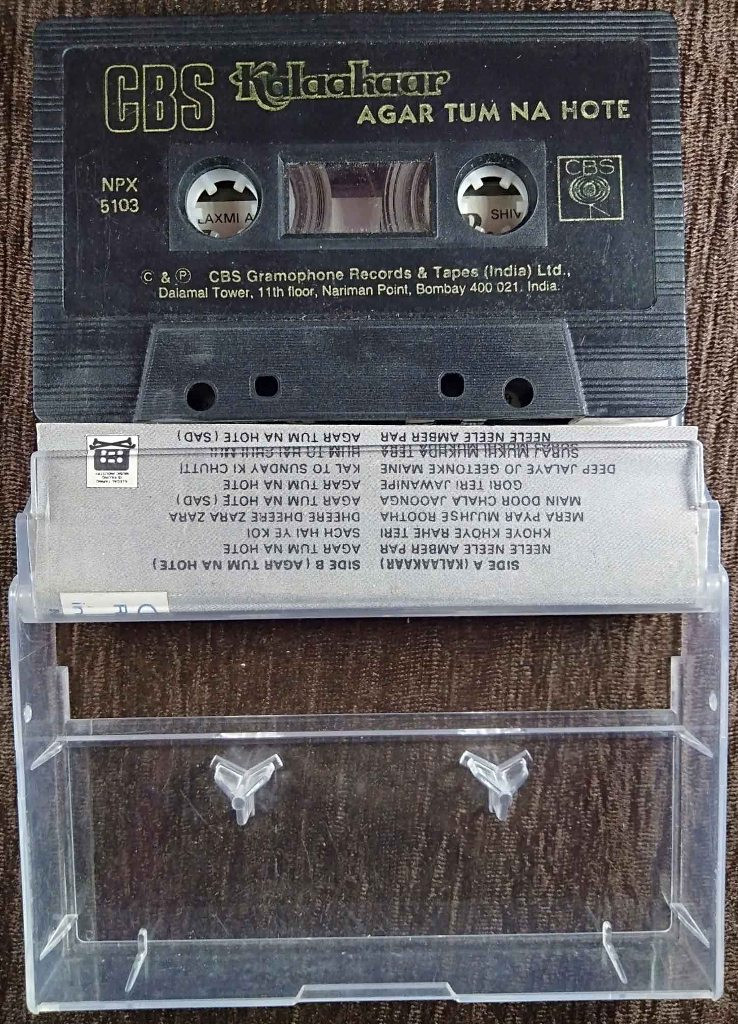 CBS Kalaakaar
AGAR TUM NA HOTE
NPX
5103
CBS
LAXMI A
SHIV
© & ℗ CBS Gramophone Records & Tapes (India) Ltd.,
Dalamal Tower, 11th floor, Nariman Point, Bombay 400 021. India.
SIDE A (KALAAKAAR) SIDE B ( AGAR TUM NA HOTE)
NEELE NEELE AMBER PAR AGAR TUM NA HOTE
KHOYE KHOYE RAHE TERI SACH HAI YE KOI
MERA PYAR MUJHSE ROOTHA DHEERE DHEERE ZARA ZARA
MAIN DOOR CHALA JAOONGA AGAR TUM NA HOTE ( SAD )
GORI TERI JAWANIPE AGAR TUM NA HOTE
DEEP JALAYE JO GEETONKE MAINE KAL TO SUNDAY KI CHUTTI
SURAJ MUKHI MUKHDA TERA HUM TO HAI CHUI MUI
NEELE NEELE AMBER PAR AGAR TUM NA HOTE ( SAD )